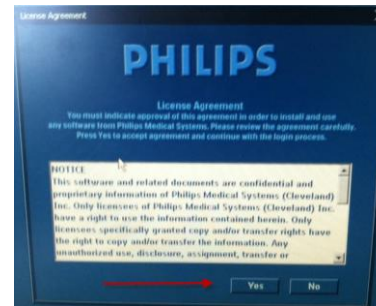 License Agreement
PHILIPS
License Agreement
You must indicate approval of this agreement in order to install and use
any software from Philips Medical Systems. Please review the agreement carefully.
Press Yes to accept agreement and continue with the login process.
NOTICE
This software and related documents are confidential and
proprietary information of Philips Medical Systems (Cleveland)
Inc. Only licensees of Philips Medical Systems (Cleveland) Inc.
have a right to use the information contained herein. Only
licensees specifically granted copy and/or transfer rights have
the right to copy and/or transfer the information. Any
unauthorized use, disclosure, assignment, transfer or
Yes
No